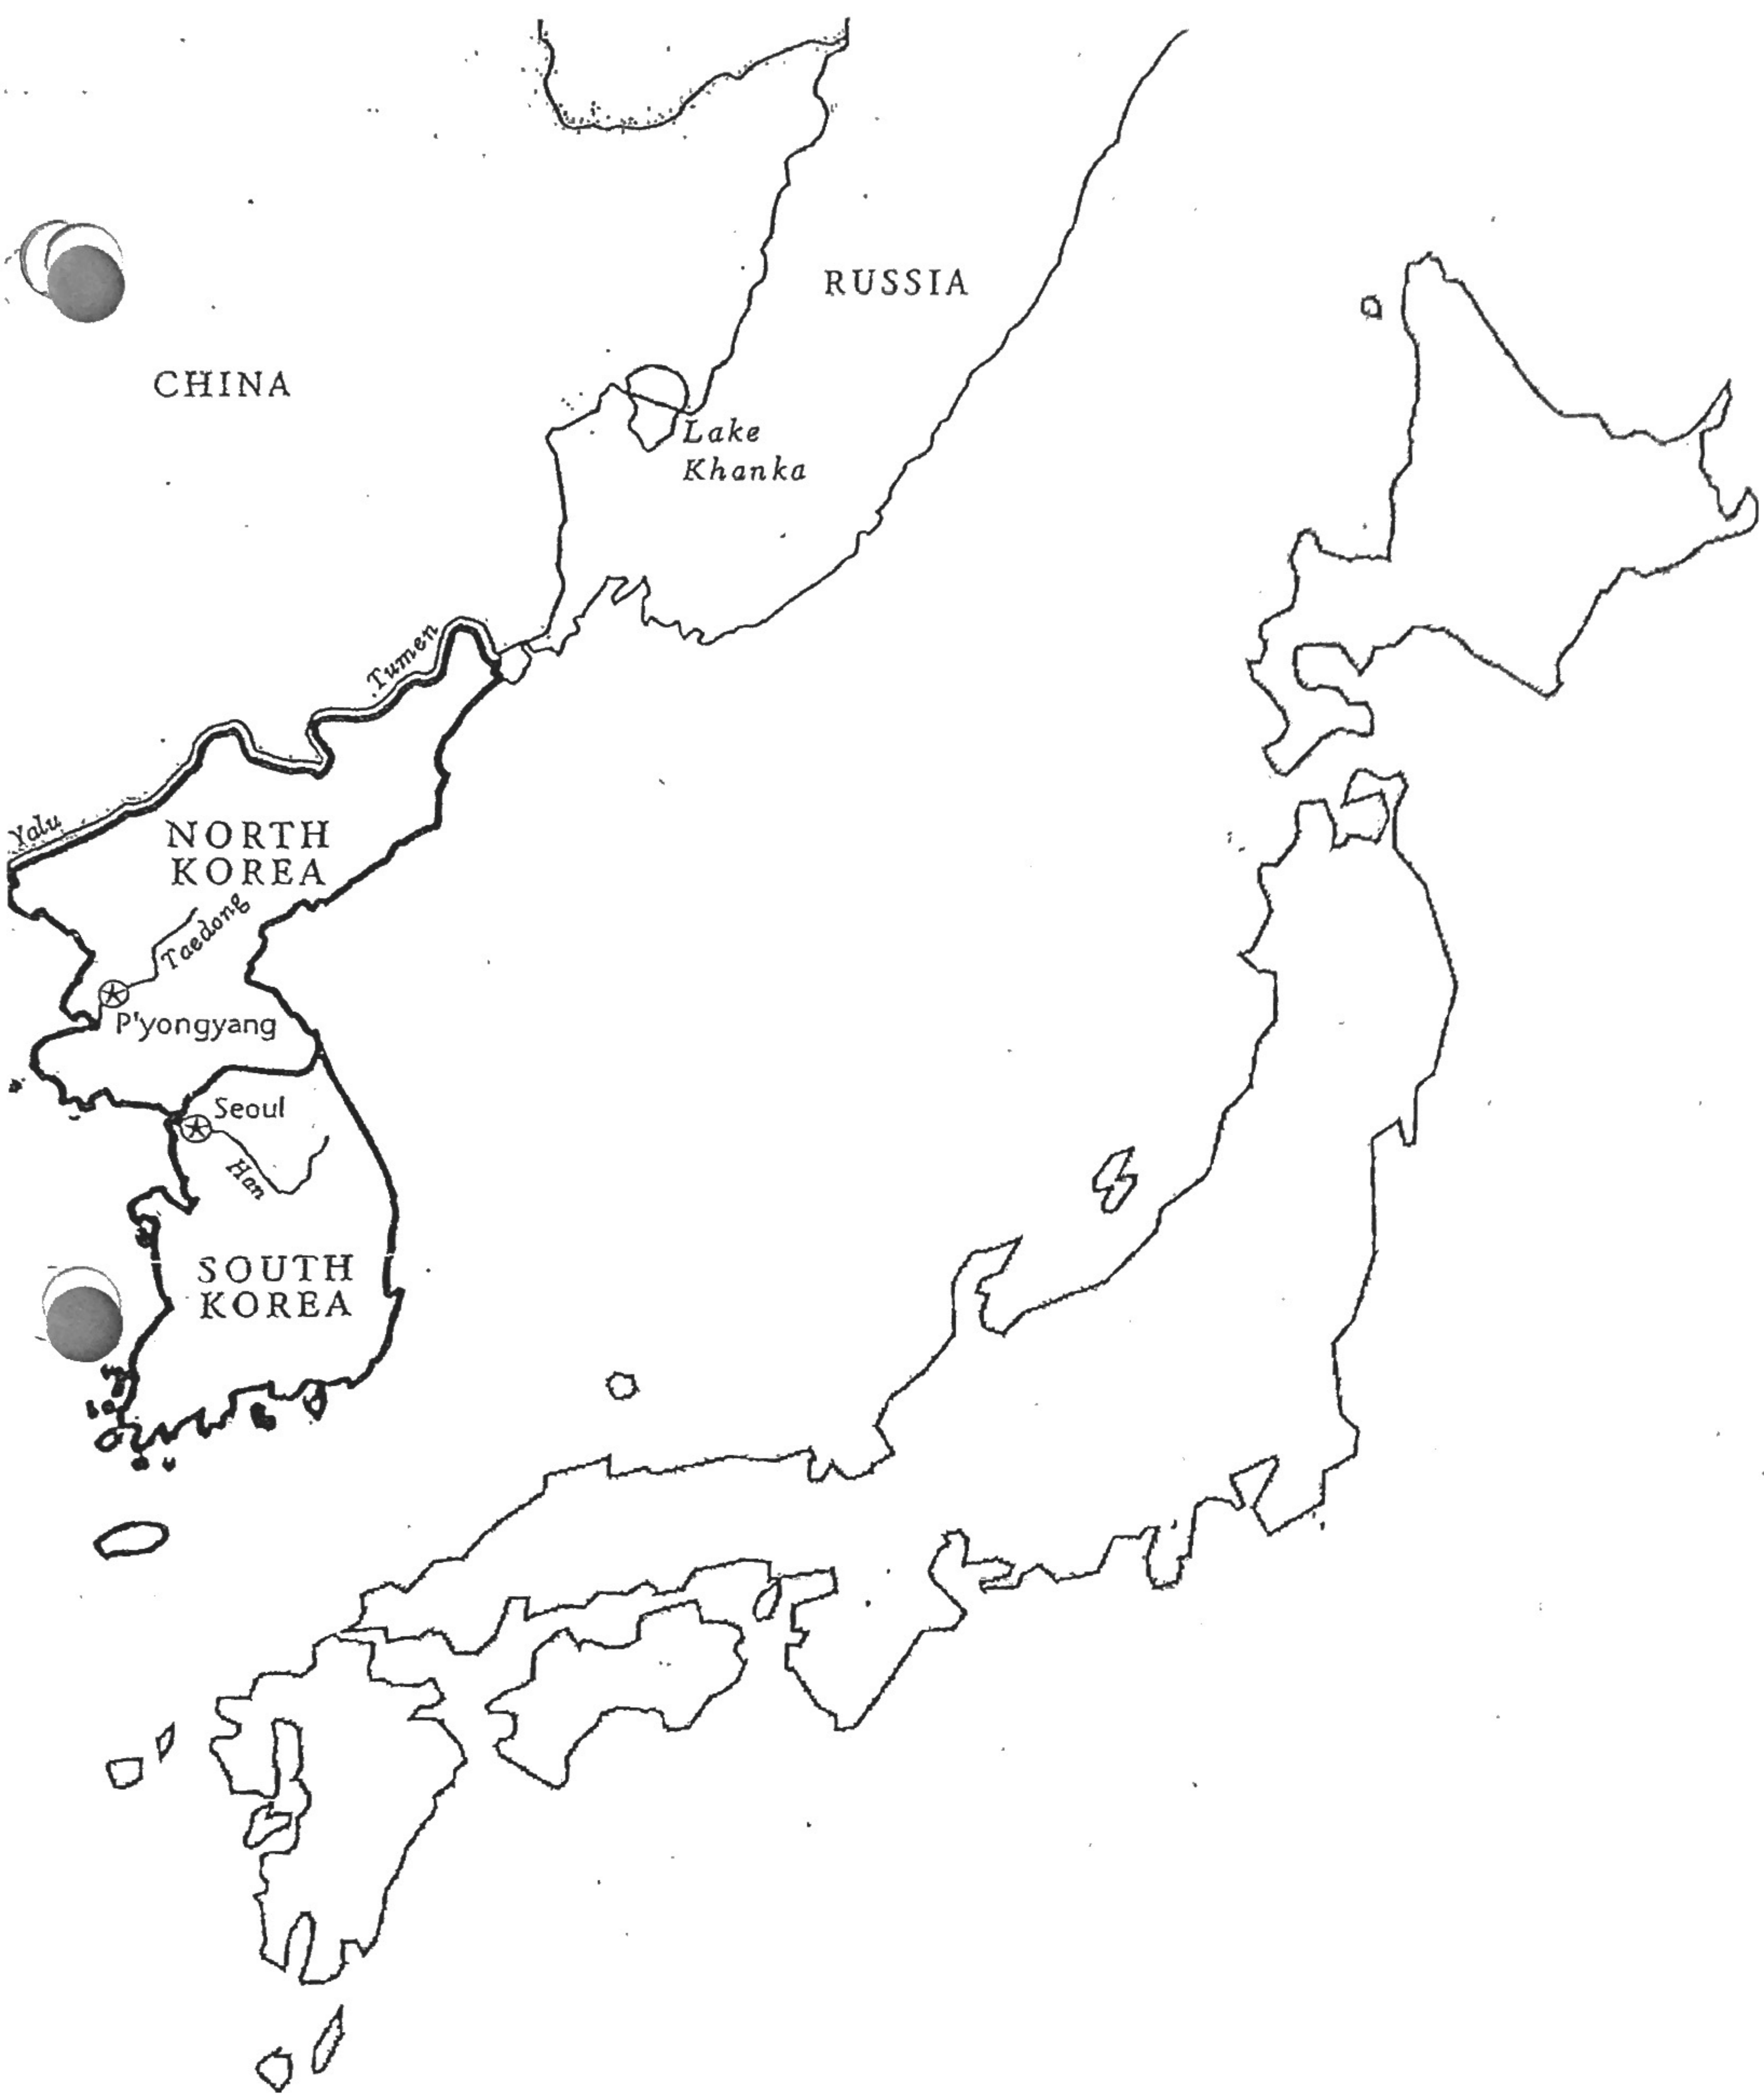 RUSSIA
CHINA
Lake
Khanka
Tumen
Yalu
NORTH
KOREA
Taedong
P'yongyang
Seoul
Han
SOUTH
KOREA